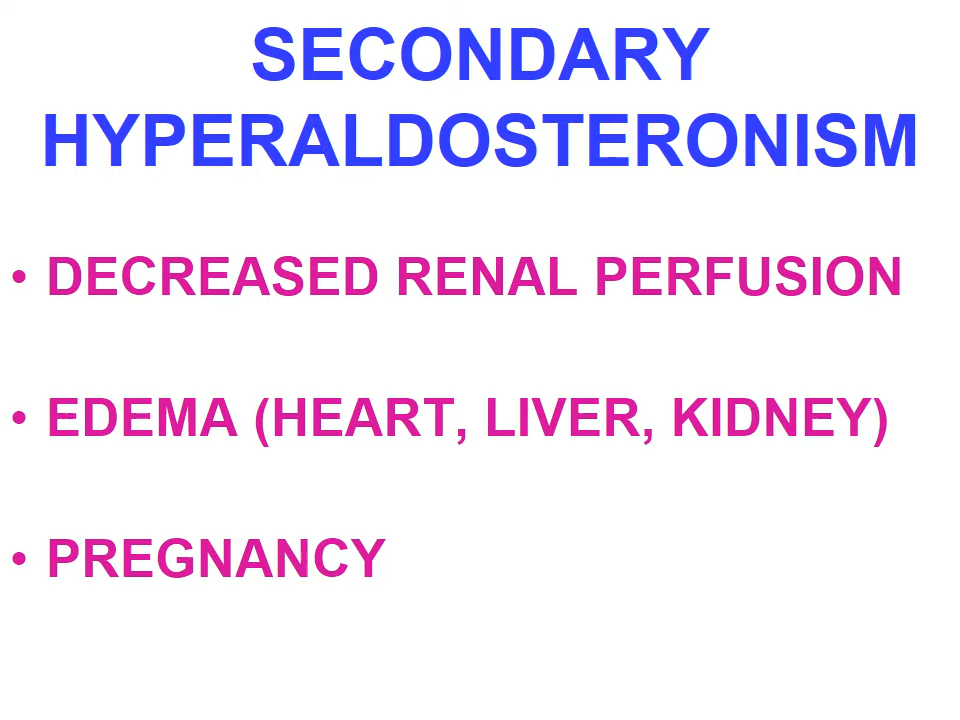 SECONDARY
HYPERALDOSTERONISM
• DECREASED RENAL PERFUSION
• EDEMA (HEART, LIVER, KIDNEY)
• PREGNANCY